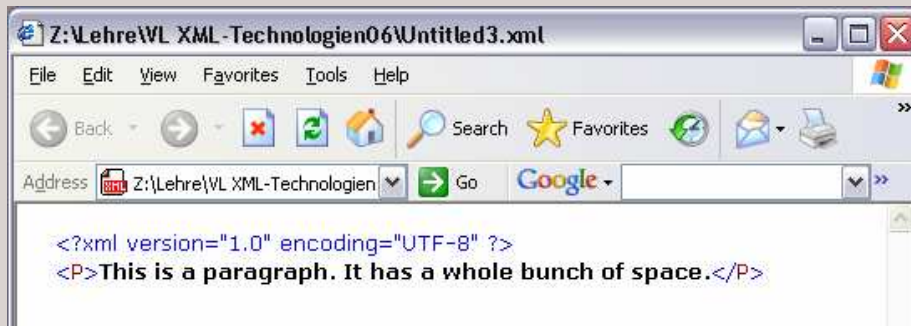 Z:\Lehre\VL XML-Technologien06\Untitled3.xml
File Edit View Favorites Tools Help
Back Search Favorites »
Address XML Z:\Lehre\VL XML-Technologien Go Google »
<?xml version="1.0" encoding="UTF-8" ?>
<P>This is a paragraph. It has a whole bunch of space.</P>